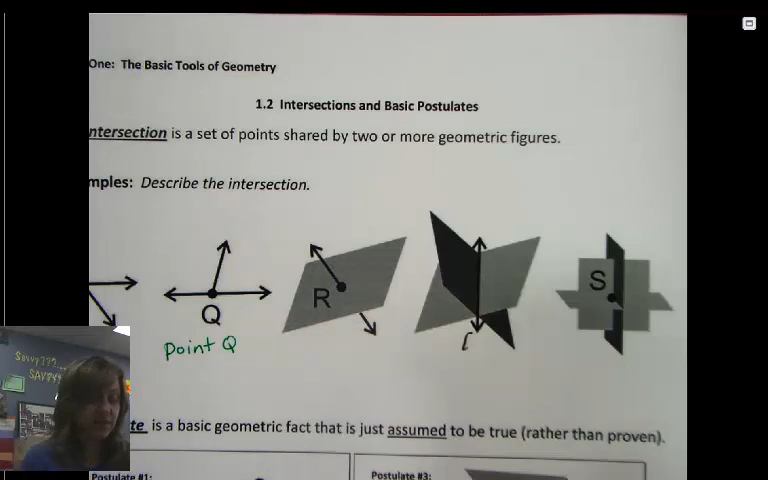 One: The Basic Tools of Geometry
1.2 Intersections and Basic Postulates
ntersection is a set of points shared by two or more geometric figures.
mples: Describe the intersection.
Q
R
l
S
Point Q
Savvy???...
SAVVY
te is a basic geometric fact that is just assumed to be true (rather than proven).
Postulate #1:
Postulate #3: